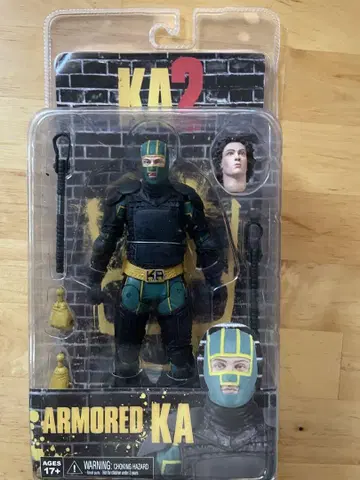 KA2
KA
ARMORED KA
AGES
17+
WARNING: CHOKING HAZARD